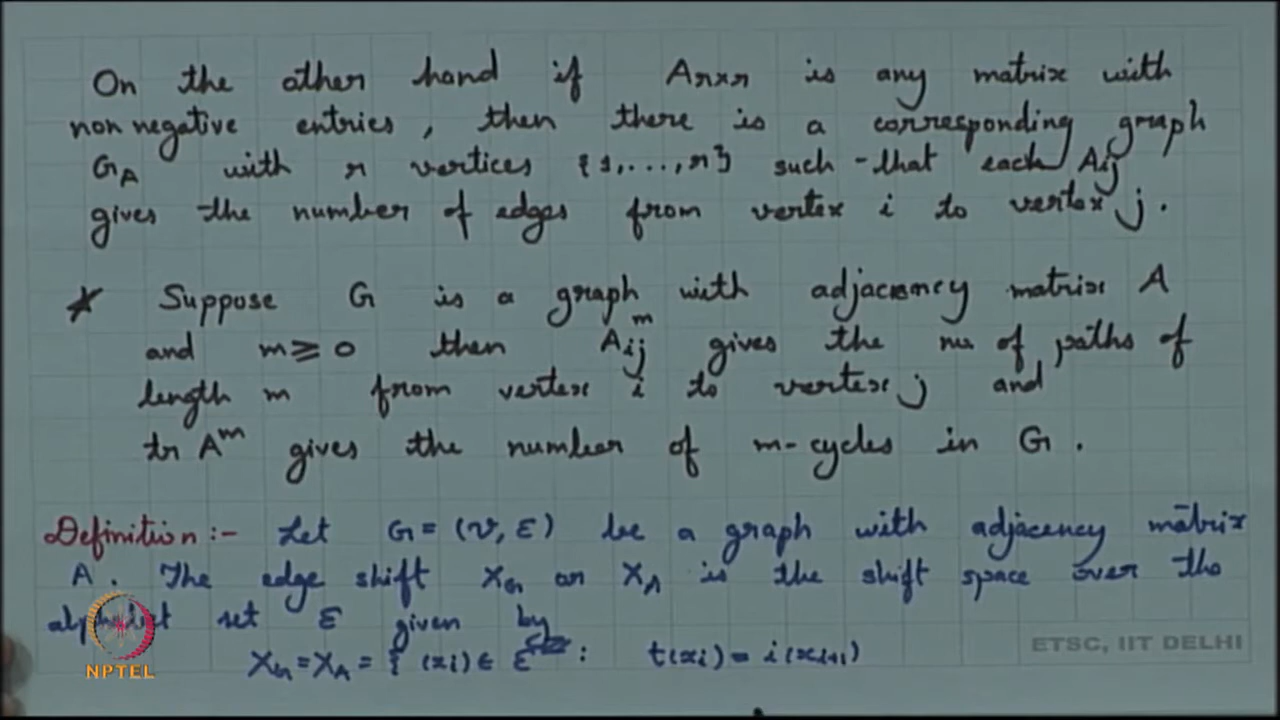 On the other hand if A r×r is any matrix with
non negative entries, then there is a corresponding graph
G_A with r vertices {1,...,r} such that each Aij
gives the number of edges from vertex i to vertex j.
* Suppose G is a graph with adjacency matrix A
and m ≥ 0 then A^m_ij gives the no of paths of
length m from vertex i to vertex j and
tr A^m gives the number of m-cycles in G.
Definition :- Let G = (V, E) be a graph with adjacency matrix
A. The edge shift X_G or X_A is the shift space over the
alphabet set E given by
X_G = X_A = { (xi) ∈ E^Z : t(xi) = i(xi+1)
ETSC, IIT DELHI
NPTEL